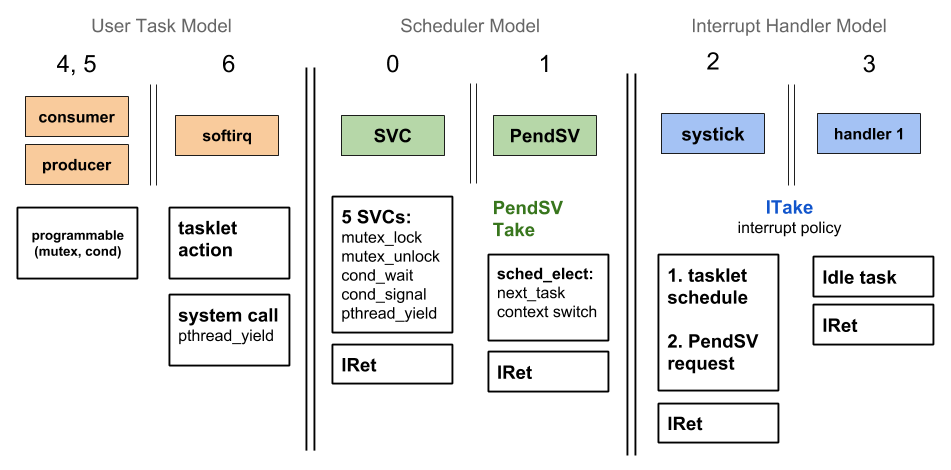 User Task Model
Scheduler Model
Interrupt Handler Model
4, 5
6
0
1
2
3
consumer
producer
softirq
SVC
PendSV
systick
handler 1
programmable
(mutex, cond)
tasklet
action
system call
pthread_yield
5 SVCs:
mutex_lock
mutex_unlock
cond_wait
cond_signal
pthread_yield
IRet
PendSV
Take
sched_elect:
next_task
context switch
IRet
ITake
interrupt policy
1. tasklet
schedule
2. PendSV
request
IRet
Idle task
IRet